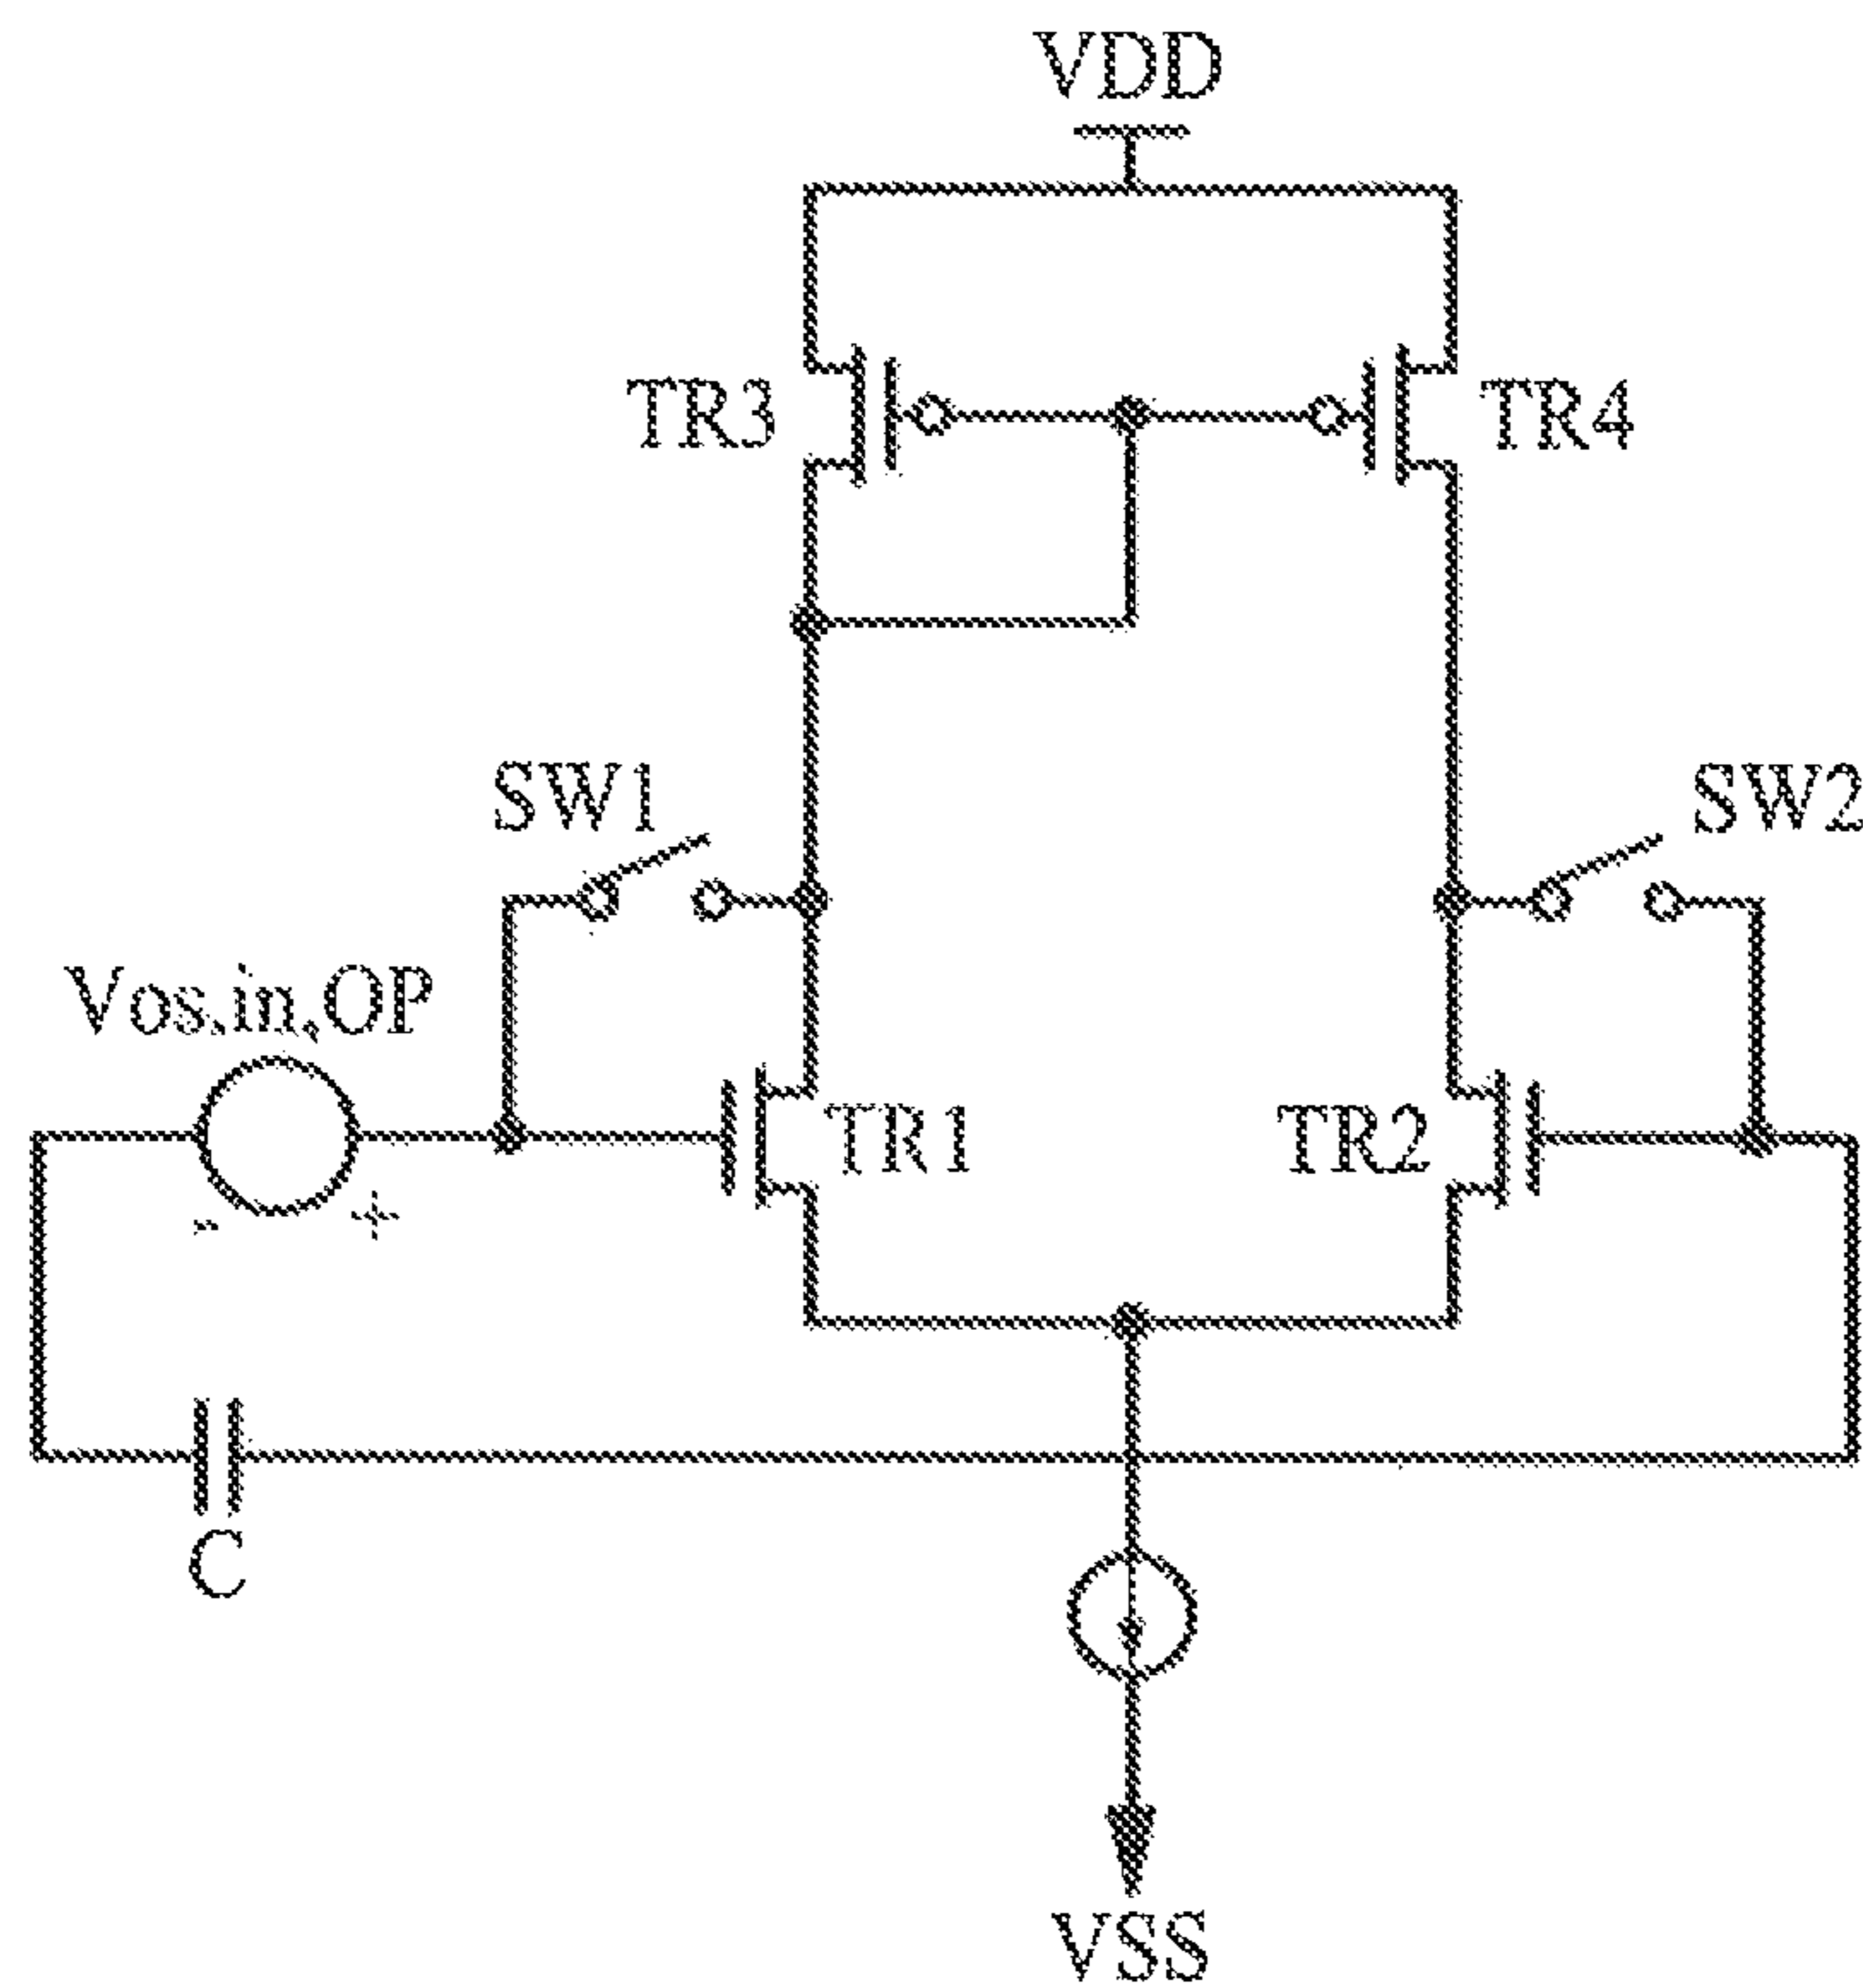 VDD
TR3
TR4
SW1
SW2
Vos,in,OP
TR1
TR2
-
+
C
VSS